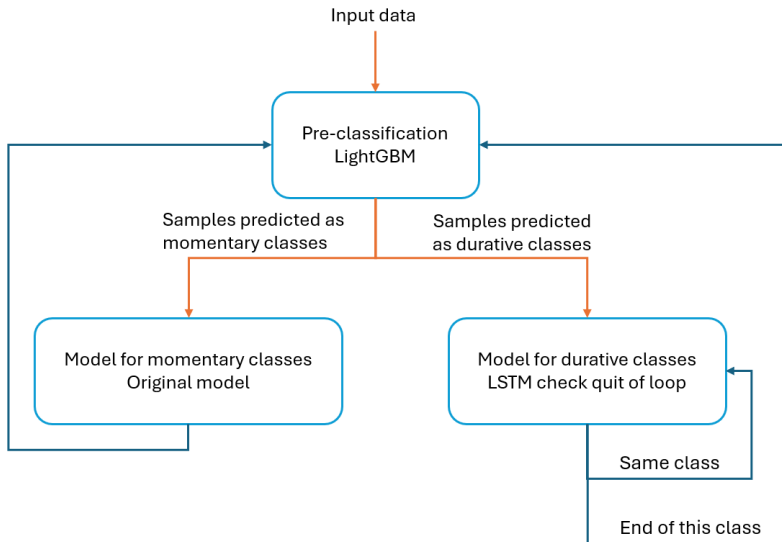 Input data
Pre-classification
LightGBM
Samples predicted as
momentary classes
Samples predicted
as durative classes
Model for momentary classes
Original model
Model for durative classes
LSTM check quit of loop
Same class
End of this class